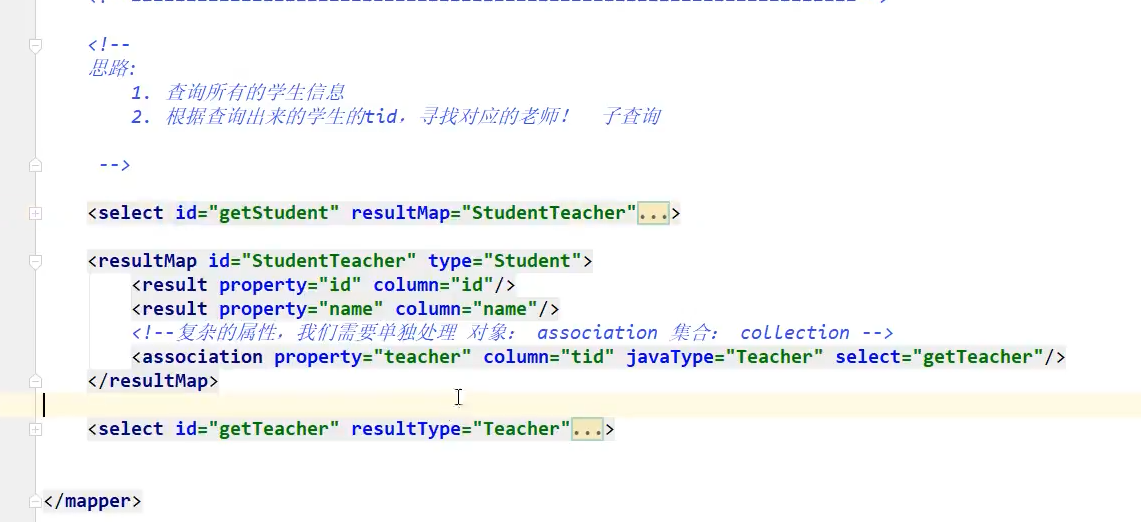 <!--
思路:
1. 查询所有的学生信息
2. 根据查询出来的学生的tid，寻找对应的老师！ 子查询
-->
<select id="getStudent" resultMap="StudentTeacher"...>
<resultMap id="StudentTeacher" type="Student">
<result property="id" column="id"/>
<result property="name" column="name"/>
<!--复杂的属性，我们需要单独处理 对象： association 集合： collection -->
<association property="teacher" column="tid" javaType="Teacher" select="getTeacher"/>
</resultMap>
<select id="getTeacher" resultType="Teacher"...>
</mapper>